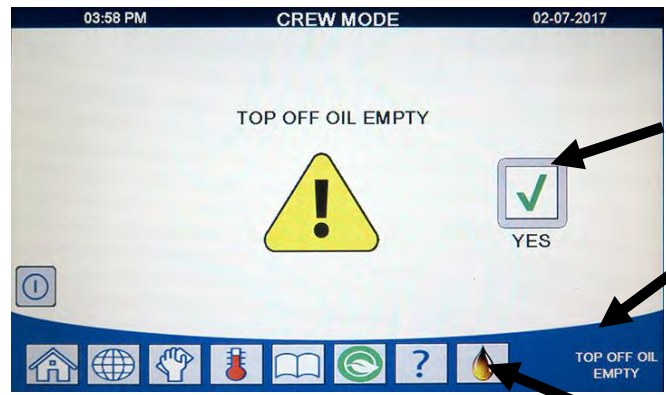 03:58 PM CREW MODE 02-07-2017
TOP OFF OIL EMPTY
YES
?
TOP OFF OIL
EMPTY